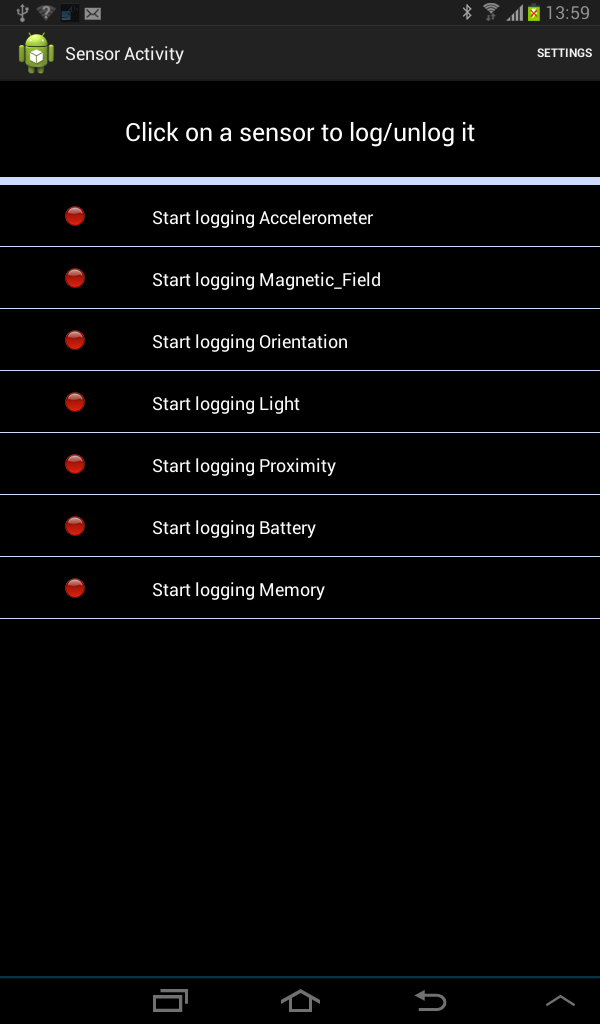 13:59
Sensor Activity
SETTINGS
Click on a sensor to log/unlog it
Start logging Accelerometer
Start logging Magnetic_Field
Start logging Orientation
Start logging Light
Start logging Proximity
Start logging Battery
Start logging Memory